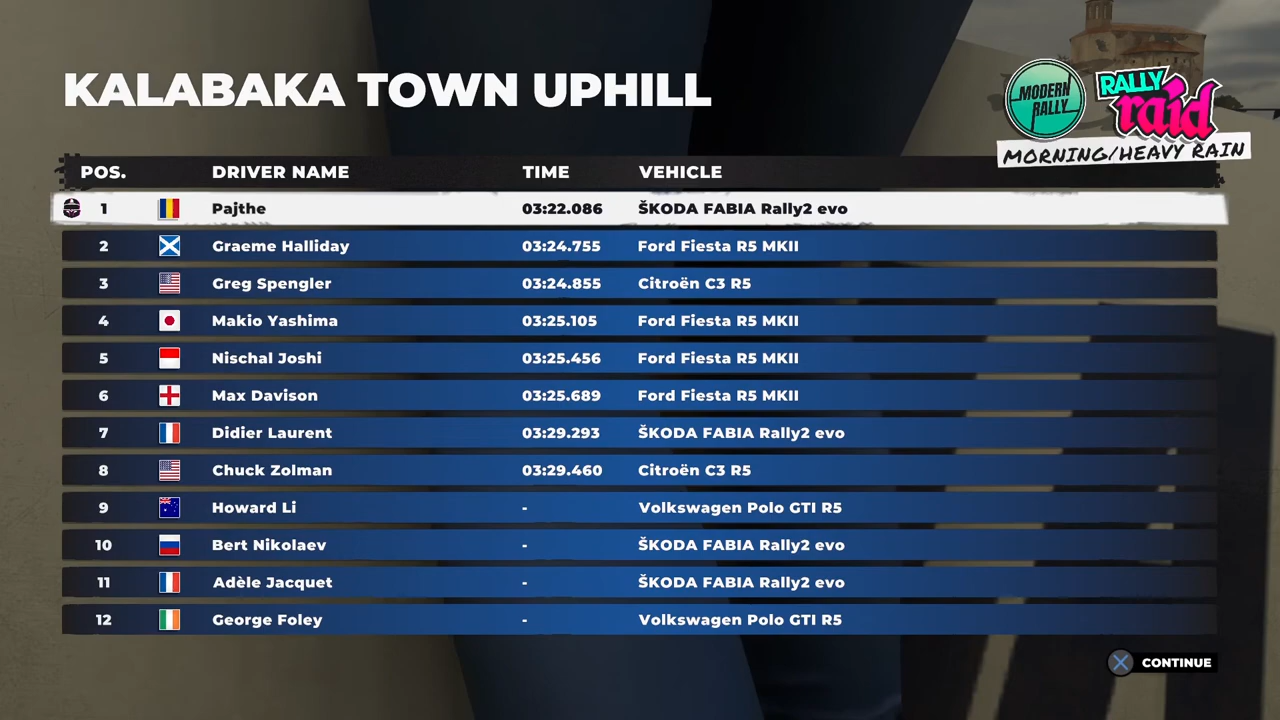 KALABAKA TOWN UPHILL
MODERN RALLY
RALLY raid
MORNING/HEAVY RAIN
POS. DRIVER NAME TIME VEHICLE
1 Pajthe 03:22.086 ŠKODA FABIA Rally2 evo
2 Graeme Halliday 03:24.755 Ford Fiesta R5 MKII
3 Greg Spengler 03:24.855 Citroën C3 R5
4 Makio Yashima 03:25.105 Ford Fiesta R5 MKII
5 Nischal Joshi 03:25.456 Ford Fiesta R5 MKII
6 Max Davison 03:25.689 Ford Fiesta R5 MKII
7 Didier Laurent 03:29.293 ŠKODA FABIA Rally2 evo
8 Chuck Zolman 03:29.460 Citroën C3 R5
9 Howard Li - Volkswagen Polo GTI R5
10 Bert Nikolaev - ŠKODA FABIA Rally2 evo
11 Adèle Jacquet - ŠKODA FABIA Rally2 evo
12 George Foley - Volkswagen Polo GTI R5
CONTINUE